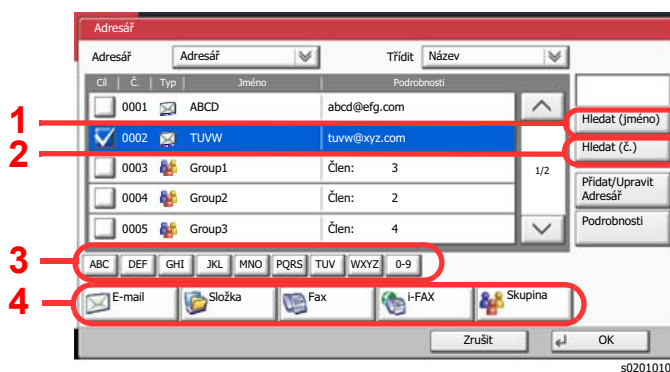 Adresář
Adresář Adresář Třídit Název
Cíl Č. Typ Jméno Podrobnosti
0001 ABCD abcd@efg.com
1 Hledat (jméno)
0002 TUVW tuvw@xyz.com
2 Hledat (č.)
0003 Group1 Člen: 3 1/2
Přidat/Upravit
Adresář
0004 Group2 Člen: 2
Podrobnosti
0005 Group3 Člen: 4
3 ABC DEF GHI JKL MNO PQRS TUV WXYZ 0-9
4 E-mail Složka Fax i-FAX Skupina
Zrušit OK
s0201010